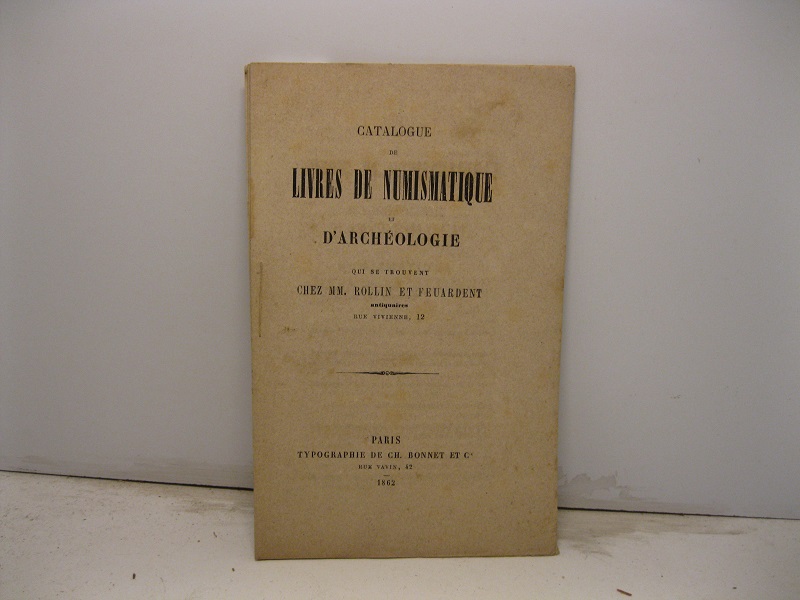 CATALOGUE
DE
LIVRES DE NUMISMATIQUE
ET
D'ARCHÉOLOGIE
QUI SE TROUVENT
CHEZ MM. ROLLIN ET FEUARDENT
antiquaires
RUE VIVIENNE, 12
PARIS
TYPOGRAPHIE DE CH. BONNET ET Cⁱᵉ
RUE VAVIN, 42
1862